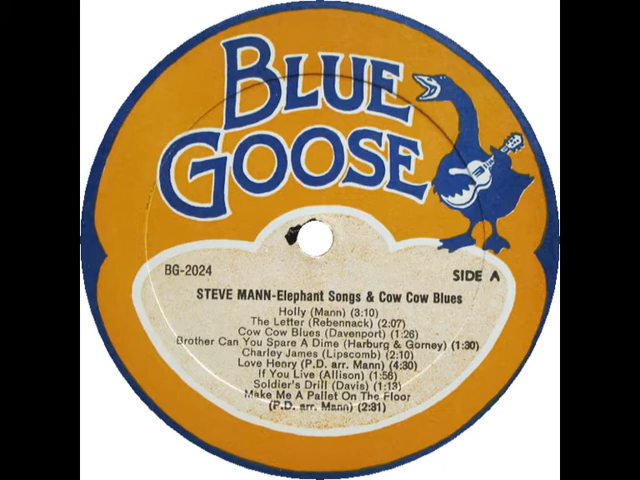 BLUE
GOOSE
BG-2024
SIDE A
STEVE MANN-Elephant Songs & Cow Cow Blues
Holly (Mann) (3:10)
The Letter (Rebennack) (2:07)
Cow Cow Blues (Davenport) (1:26)
Brother Can You Spare A Dime (Harburg & Gorney) (1:30)
Charley James (Lipscomb) (2:10)
Love Henry (P.D. arr. Mann) (4:30)
If You Live (Allison) (1:56)
Soldier's Drill (Davis) (1:13)
Make Me A Pallet On The Floor
(P.D. arr. Mann) (2:31)